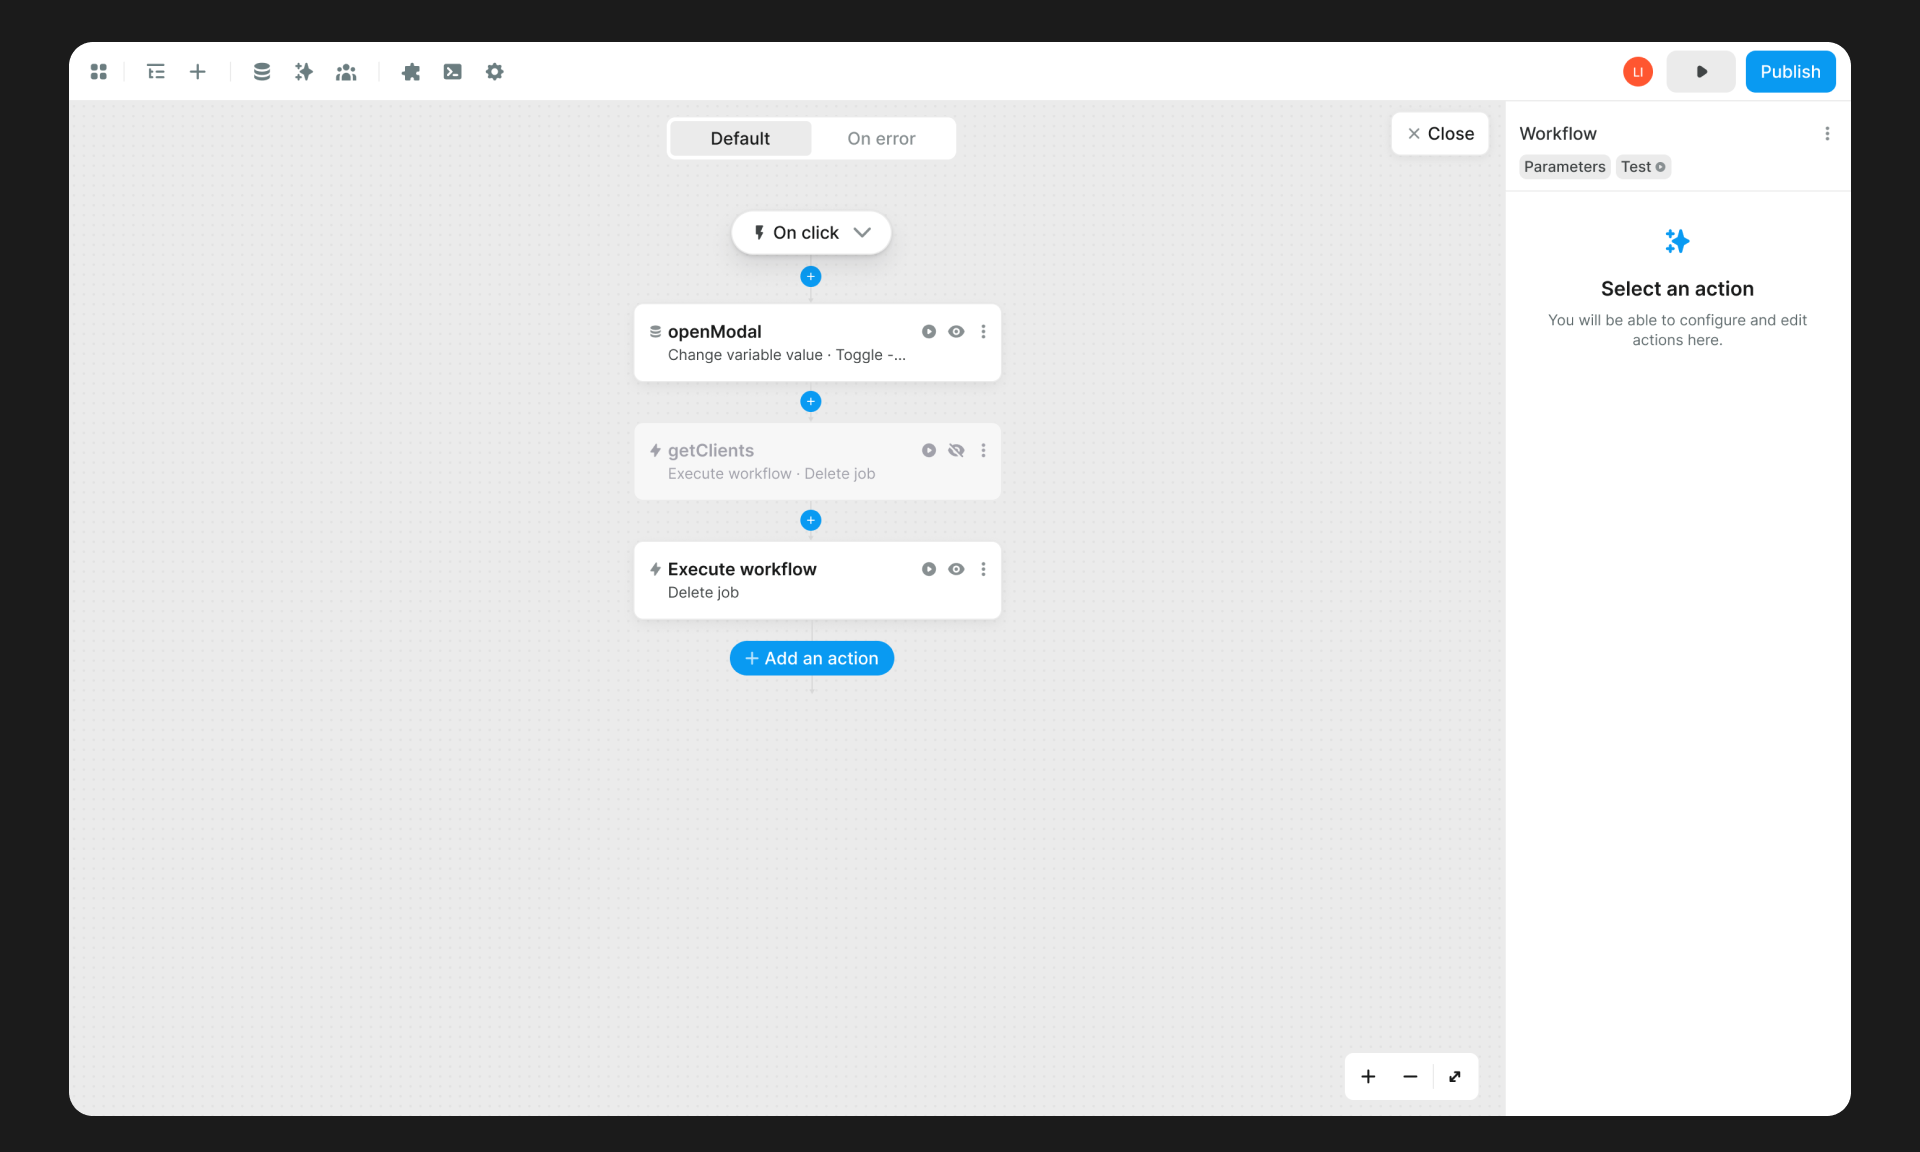 LI
Publish
Default
On error
Close
Workflow
Parameters
Test
On click
Select an action
You will be able to configure and edit
actions here.
openModal
Change variable value · Toggle -...
getClients
Execute workflow · Delete job
Execute workflow
Delete job
Add an action